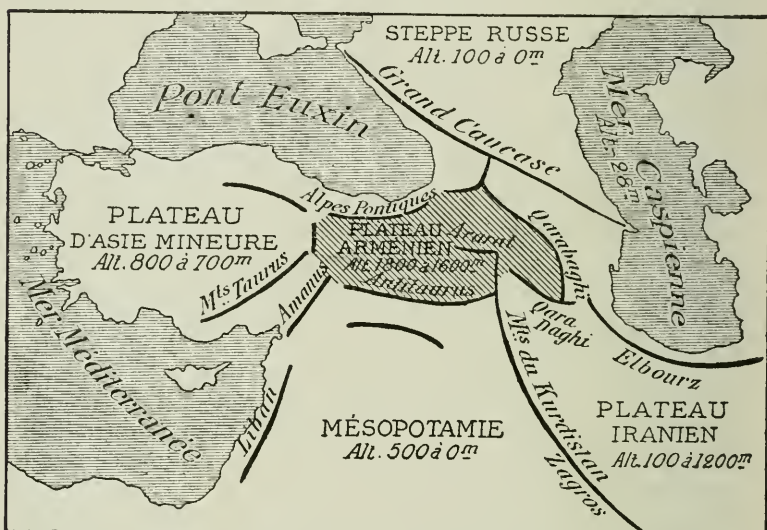 STEPPE RUSSE
Alt. 100 à 0m
Pont Euxin
Grand Caucase
Mer Caspienne
Alt.-26m
Alpes Pontiques
PLATEAU
D'ASIE MINEURE
Alt. 800 à 700m
PLATEAU
ARMÉNIEN
Alt. 1800 à 1600m
Ararat
Qarabaghi
Mts. Taurus
Amanus
Antitaurus
Qara
Daghi
Elbourz
Mer Méditerranée
Liban
MÉSOPOTAMIE
Alt. 500 à 0m
Mts du Kurdistan
Zagros
PLATEAU
IRANIEN
Alt. 100 à 1200m